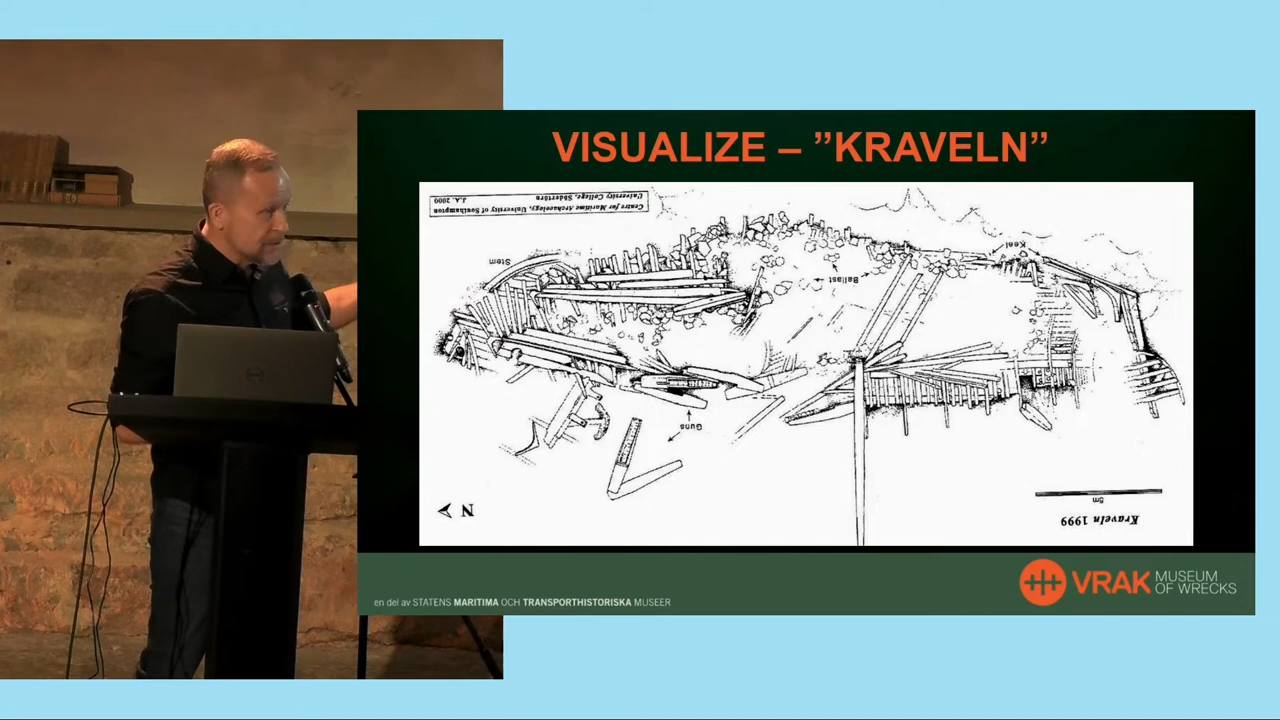 VISUALIZE – ”KRAVELN”
Centre for Maritime Archaeology, University of Southampton
University College, Södertörn
J.A. 2000
Stem
Keel
Ballast
Guns
N
5m
Kraveln 1999
en del av STATENS MARITIMA OCH TRANSPORTHISTORISKA MUSEER
VRAK MUSEUM
OF WRECKS
DELL